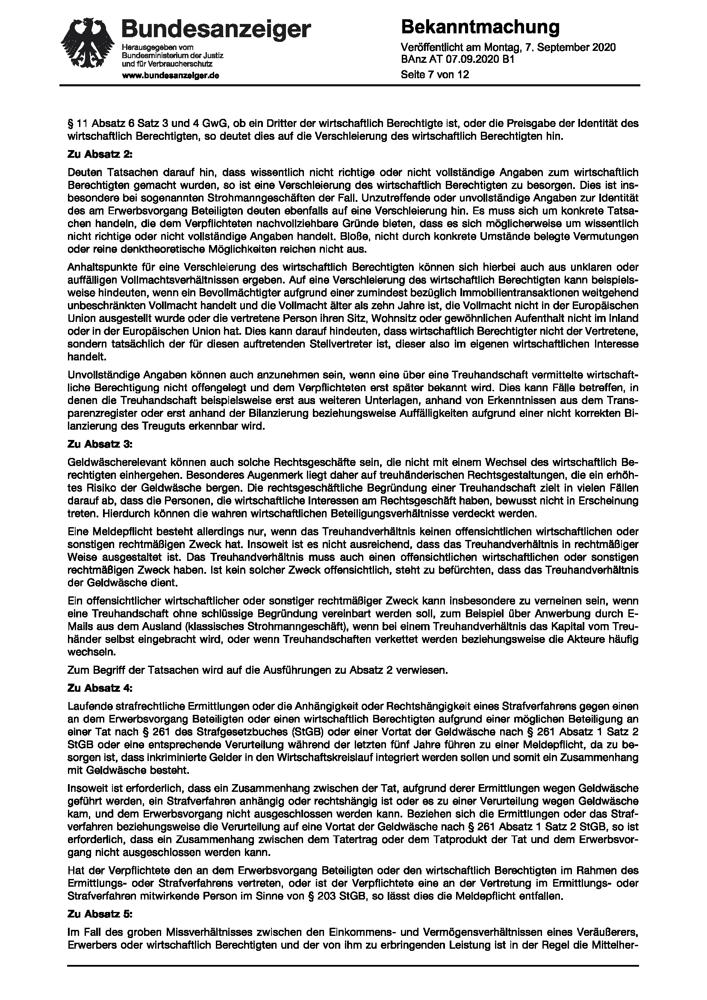 Bundesanzeiger
Herausgegeben vom
Bundesministerium der Justiz
und für Verbraucherschutz
www.bundesanzeiger.de
Bekanntmachung
Veröffentlicht am Montag, 7. September 2020
BAnz AT 07.09.2020 B1
Seite 7 von 12
§ 11 Absatz 6 Satz 3 und 4 GwG, ob ein Dritter der wirtschaftlich Berechtigte ist, oder die Preisgabe der Identität des
wirtschaftlich Berechtigten, so deutet dies auf die Verschleierung des wirtschaftlich Berechtigten hin.
Zu Absatz 2:
Deuten Tatsachen darauf hin, dass wissentlich nicht richtige oder nicht vollständige Angaben zum wirtschaftlich
Berechtigten gemacht wurden, so ist eine Verschleierung des wirtschaftlich Berechtigten zu besorgen. Dies ist ins-
besondere bei sogenannten Strohmanngeschäften der Fall. Unzutreffende oder unvollständige Angaben zur Identität
des am Erwerbsvorgang Beteiligten deuten ebenfalls auf eine Verschleierung hin. Es muss sich um konkrete Tatsa-
chen handeln, die dem Verpflichteten nachvollziehbare Gründe bieten, dass es sich möglicherweise um wissentlich
nicht richtige oder nicht vollständige Angaben handelt. Bloße, nicht durch konkrete Umstände belegte Vermutungen
oder reine denktheoretische Möglichkeiten reichen nicht aus.
Anhaltspunkte für eine Verschleierung des wirtschaftlich Berechtigten können sich hierbei auch aus unklaren oder
auffälligen Vollmachtsverhältnissen ergeben. Auf eine Verschleierung des wirtschaftlich Berechtigten kann beispiels-
weise hindeuten, wenn ein Bevollmächtigter aufgrund einer zumindest bezüglich Immobilientransaktionen weitgehend
unbeschränkten Vollmacht handelt und die Vollmacht älter als zehn Jahre ist, die Vollmacht nicht in der Europäischen
Union ausgestellt wurde oder die vertretene Person ihren Sitz, Wohnsitz oder gewöhnlichen Aufenthalt nicht im Inland
oder in der Europäischen Union hat. Dies kann darauf hindeuten, dass wirtschaftlich Berechtigter nicht der Vertretene,
sondern tatsächlich der für diesen auftretenden Stellvertreter ist, dieser also im eigenen wirtschaftlichen Interesse
handelt.
Unvollständige Angaben können auch anzunehmen sein, wenn eine über eine Treuhandschaft vermittelte wirtschaft-
liche Berechtigung nicht offengelegt und dem Verpflichteten erst später bekannt wird. Dies kann Fälle betreffen, in
denen die Treuhandschaft beispielsweise erst aus weiteren Unterlagen, anhand von Erkenntnissen aus dem Trans-
parenzregister oder erst anhand der Bilanzierung beziehungsweise Auffälligkeiten aufgrund einer nicht korrekten Bi-
lanzierung des Treuguts erkennbar wird.
Zu Absatz 3:
Geldwäscherelevant können auch solche Rechtsgeschäfte sein, die nicht mit einem Wechsel des wirtschaftlich Be-
rechtigten einhergehen. Besonderes Augenmerk liegt daher auf treuhänderischen Rechtsgestaltungen, die ein erhöh-
tes Risiko der Geldwäsche bergen. Die rechtsgeschäftliche Begründung einer Treuhandschaft zielt in vielen Fällen
darauf ab, dass die Personen, die wirtschaftliche Interessen am Rechtsgeschäft haben, bewusst nicht in Erscheinung
treten. Hierdurch können die wahren wirtschaftlichen Beteiligungsverhältnisse verdeckt werden.
Eine Meldepflicht besteht allerdings nur, wenn das Treuhandverhältnis keinen offensichtlichen wirtschaftlichen oder
sonstigen rechtmäßigen Zweck hat. Insoweit ist es nicht ausreichend, dass das Treuhandverhältnis in rechtmäßiger
Weise ausgestaltet ist. Das Treuhandverhältnis muss auch einen offensichtlichen wirtschaftlichen oder sonstigen
rechtmäßigen Zweck haben. Ist kein solcher Zweck offensichtlich, steht zu befürchten, dass das Treuhandverhältnis
der Geldwäsche dient.
Ein offensichtlicher wirtschaftlicher oder sonstiger rechtmäßiger Zweck kann insbesondere zu verneinen sein, wenn
eine Treuhandschaft ohne schlüssige Begründung vereinbart werden soll, zum Beispiel über Anwerbung durch E-
Mails aus dem Ausland (klassisches Strohmanngeschäft), wenn bei einem Treuhandverhältnis das Kapital vom Treu-
händer selbst eingebracht wird, oder wenn Treuhandschaften verkettet werden beziehungsweise die Akteure häufig
wechseln.
Zum Begriff der Tatsachen wird auf die Ausführungen zu Absatz 2 verwiesen.
Zu Absatz 4:
Laufende strafrechtliche Ermittlungen oder die Anhängigkeit oder Rechtshängigkeit eines Strafverfahrens gegen einen
an dem Erwerbsvorgang Beteiligten oder einen wirtschaftlich Berechtigten aufgrund einer möglichen Beteiligung an
einer Tat nach § 261 des Strafgesetzbuches (StGB) oder einer Vortat der Geldwäsche nach § 261 Absatz 1 Satz 2
StGB oder eine entsprechende Verurteilung während der letzten fünf Jahre führen zu einer Meldepflicht, da zu be-
sorgen ist, dass inkriminierte Gelder in den Wirtschaftskreislauf integriert werden sollen und somit ein Zusammenhang
mit Geldwäsche besteht.
Insoweit ist erforderlich, dass ein Zusammenhang zwischen der Tat, aufgrund derer Ermittlungen wegen Geldwäsche
geführt werden, ein Strafverfahren anhängig oder rechtshängig ist oder es zu einer Verurteilung wegen Geldwäsche
kam, und dem Erwerbsvorgang nicht ausgeschlossen werden kann. Beziehen sich die Ermittlungen oder das Straf-
verfahren beziehungsweise die Verurteilung auf eine Vortat der Geldwäsche nach § 261 Absatz 1 Satz 2 StGB, so ist
erforderlich, dass ein Zusammenhang zwischen dem Tatertrag oder dem Tatprodukt der Tat und dem Erwerbsvor-
gang nicht ausgeschlossen werden kann.
Hat der Verpflichtete den an dem Erwerbsvorgang Beteiligten oder den wirtschaftlich Berechtigten im Rahmen des
Ermittlungs- oder Strafverfahrens vertreten, oder ist der Verpflichtete eine an der Vertretung im Ermittlungs- oder
Strafverfahren mitwirkende Person im Sinne von § 203 StGB, so lässt dies die Meldepflicht entfallen.
Zu Absatz 5:
Im Fall des groben Missverhältnisses zwischen den Einkommens- und Vermögensverhältnissen eines Veräußerers,
Erwerbers oder wirtschaftlich Berechtigten und der von ihm zu erbringenden Leistung ist in der Regel die Mittelher-